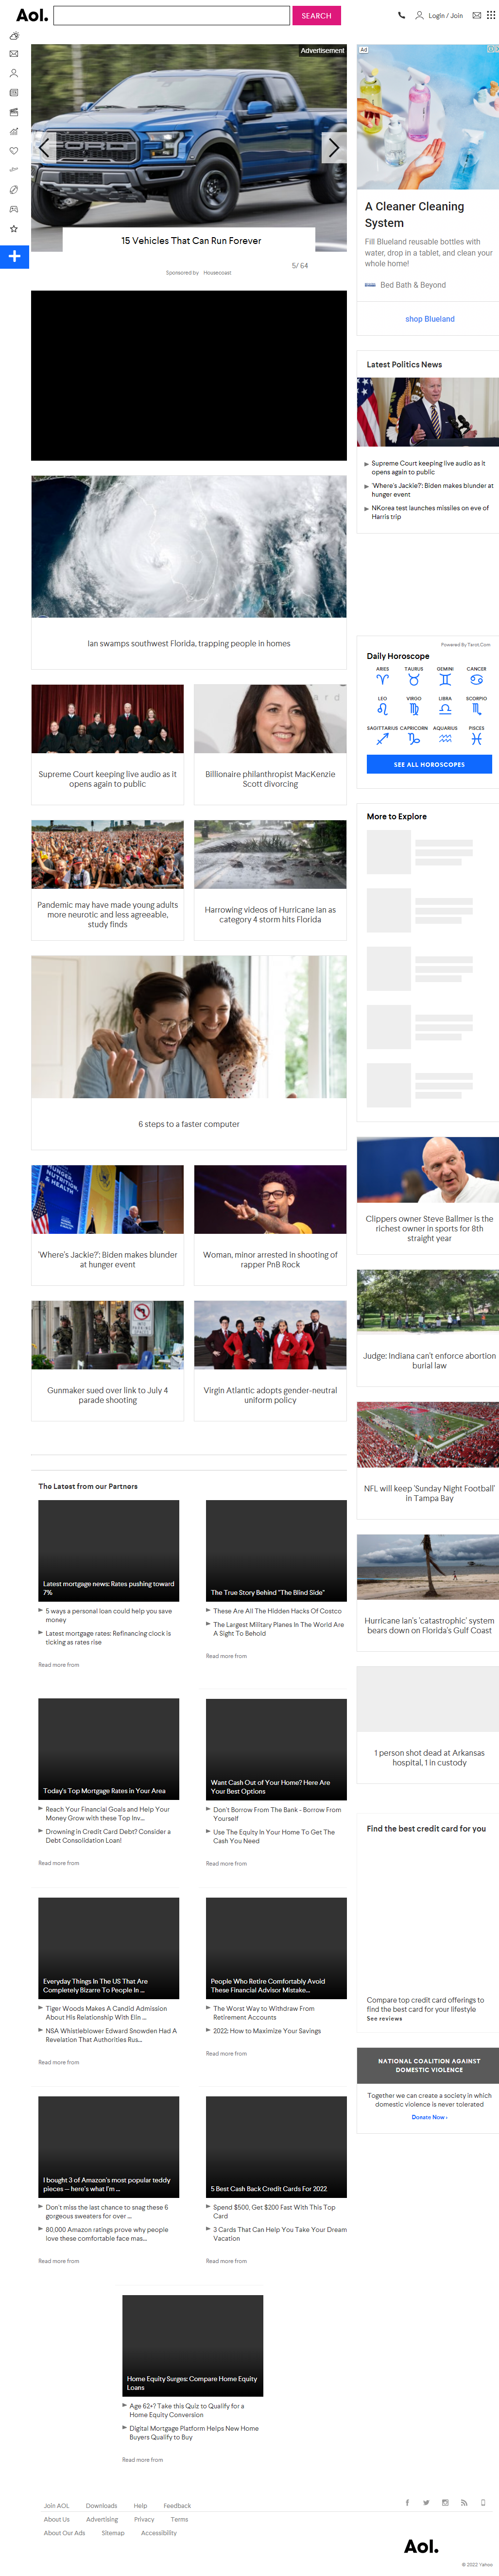 Aol.
SEARCH
Login / Join
Advertisement
15 Vehicles That Can Run Forever
Sponsored by Housecoast
5/ 64
Ian swamps southwest Florida, trapping people in homes
Supreme Court keeping live audio as it
opens again to public
Billionaire philanthropist MacKenzie
Scott divorcing
Pandemic may have made young adults
more neurotic and less agreeable,
study finds
Harrowing videos of Hurricane Ian as
category 4 storm hits Florida
6 steps to a faster computer
'Where's Jackie?': Biden makes blunder
at hunger event
Woman, minor arrested in shooting of
rapper PnB Rock
Gunmaker sued over link to July 4
parade shooting
Virgin Atlantic adopts gender-neutral
uniform policy
Ad
A Cleaner Cleaning
System
Fill Blueland reusable bottles with
water, drop in a tablet, and clean your
whole home!
Bed Bath & Beyond
shop Blueland
Latest Politics News
Supreme Court keeping live audio as it
opens again to public
'Where's Jackie?': Biden makes blunder at
hunger event
NKorea test launches missiles on eve of
Harris trip
Powered By Tarot.Com
Daily Horoscope
ARIES TAURUS GEMINI CANCER
LEO VIRGO LIBRA SCORPIO
SAGITTARIUS CAPRICORN AQUARIUS PISCES
SEE ALL HOROSCOPES
More to Explore
Clippers owner Steve Ballmer is the
richest owner in sports for 8th
straight year
Judge: Indiana can't enforce abortion
burial law
NFL will keep 'Sunday Night Football'
in Tampa Bay
Hurricane Ian's 'catastrophic' system
bears down on Florida's Gulf Coast
1 person shot dead at Arkansas
hospital, 1 in custody
Find the best credit card for you
Compare top credit card offerings to
find the best card for your lifestyle
See reviews
NATIONAL COALITION AGAINST
DOMESTIC VIOLENCE
Together we can create a society in which
domestic violence is never tolerated
Donate Now ›
The Latest from our Partners
Latest mortgage news: Rates pushing toward
7%
5 ways a personal loan could help you save
money
Latest mortgage rates: Refinancing clock is
ticking as rates rise
Read more from
The True Story Behind "The Blind Side"
These Are All The Hidden Hacks Of Costco
The Largest Military Planes In The World Are
A Sight To Behold
Read more from
Today's Top Mortgage Rates in Your Area
Reach Your Financial Goals and Help Your
Money Grow with these Top Inv...
Drowning in Credit Card Debt? Consider a
Debt Consolidation Loan!
Read more from
Want Cash Out of Your Home? Here Are
Your Best Options
Don't Borrow From The Bank - Borrow From
Yourself
Use The Equity In Your Home To Get The
Cash You Need
Read more from
Everyday Things In The US That Are
Completely Bizarre To People In ...
Tiger Woods Makes A Candid Admission
About His Relationship With Elin ...
NSA Whistleblower Edward Snowden Had A
Revelation That Authorities Rus...
Read more from
People Who Retire Comfortably Avoid
These Financial Advisor Mistake...
The Worst Way to Withdraw From
Retirement Accounts
2022: How to Maximize Your Savings
Read more from
I bought 3 of Amazon's most popular teddy
pieces — here's what I'm ...
Don't miss the last chance to snag these 6
gorgeous sweaters for over ...
80,000 Amazon ratings prove why people
love these comfortable face mas...
Read more from
5 Best Cash Back Credit Cards For 2022
Spend $500, Get $200 Fast With This Top
Card
3 Cards That Can Help You Take Your Dream
Vacation
Read more from
Home Equity Surges: Compare Home Equity
Loans
Age 62+? Take this Quiz to Qualify for a
Home Equity Conversion
Digital Mortgage Platform Helps New Home
Buyers Qualify to Buy
Read more from
Join AOL Downloads Help Feedback
About Us Advertising Privacy Terms
About Our Ads Sitemap Accessibility
Aol.
© 2022 Yahoo